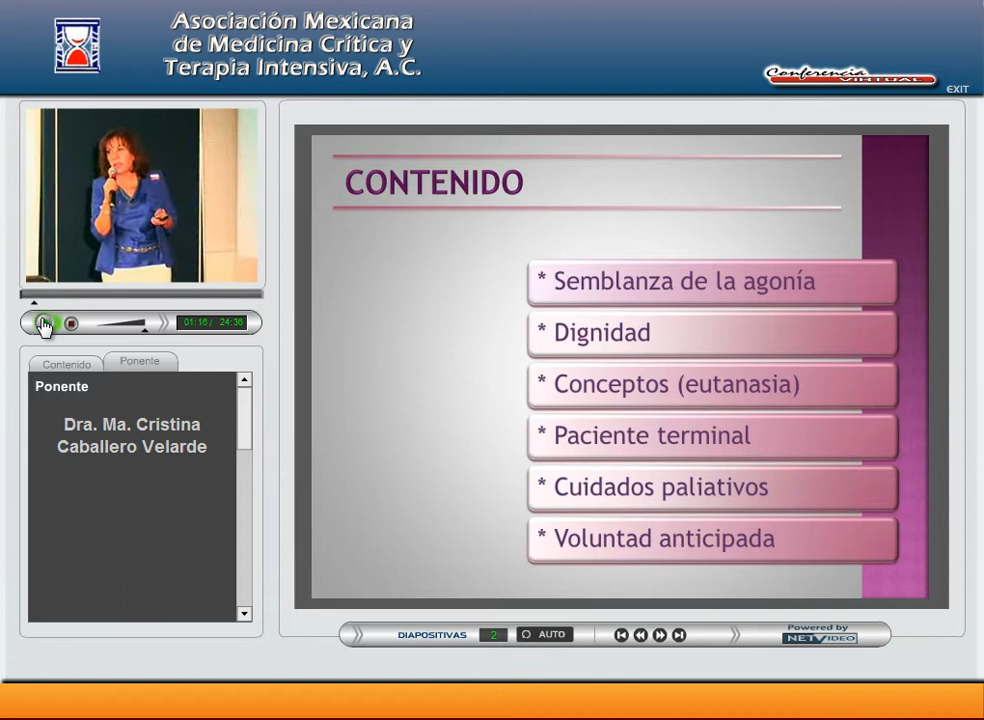 Asociación Mexicana
de Medicina Crítica y
Terapia Intensiva, A.C.
Conferencia
VIRTUAL
EXIT
CONTENIDO
* Semblanza de la agonía
* Dignidad
* Conceptos (eutanasia)
* Paciente terminal
* Cuidados paliativos
* Voluntad anticipada
01:16/ 24:36
Contenido
Ponente
Ponente
Dra. Ma. Cristina
Caballero Velarde
DIAPOSITIVAS
2
AUTO
Powered by
NETVIDEO